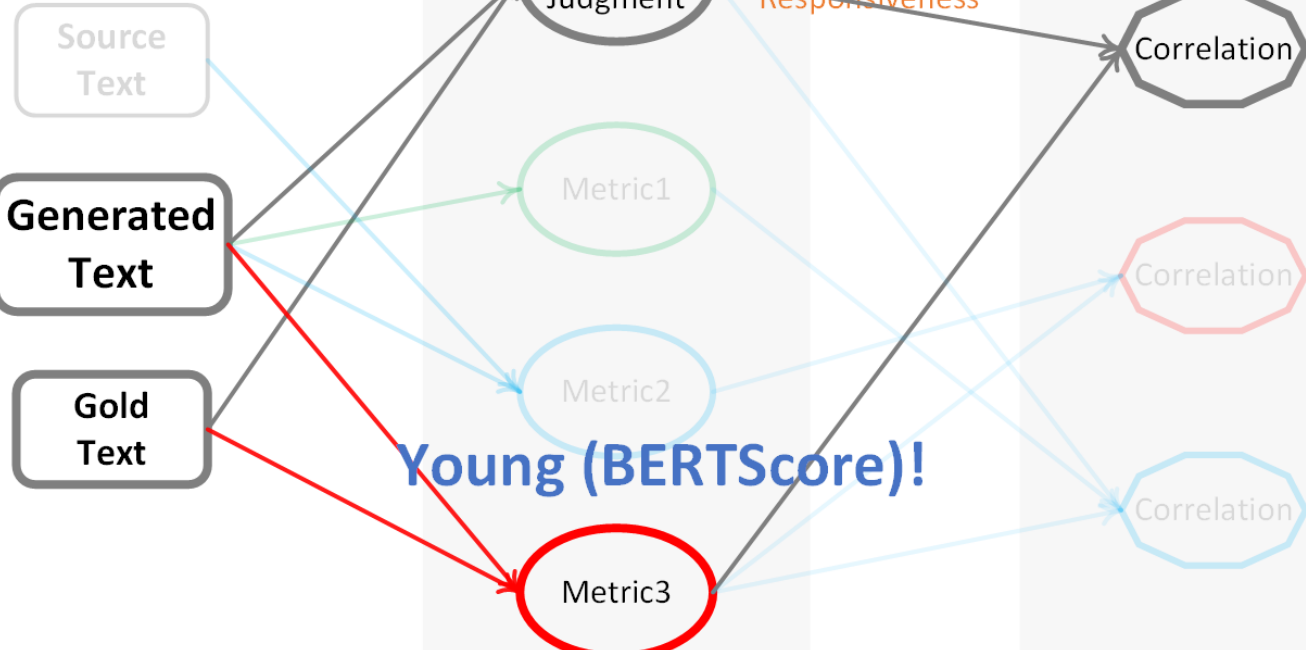 Judgment
Responsiveness
Source
Text
Correlation
Generated
Text
Metric1
Correlation
Gold
Text
Metric2
Young (BERTScore)!
Correlation
Metric3